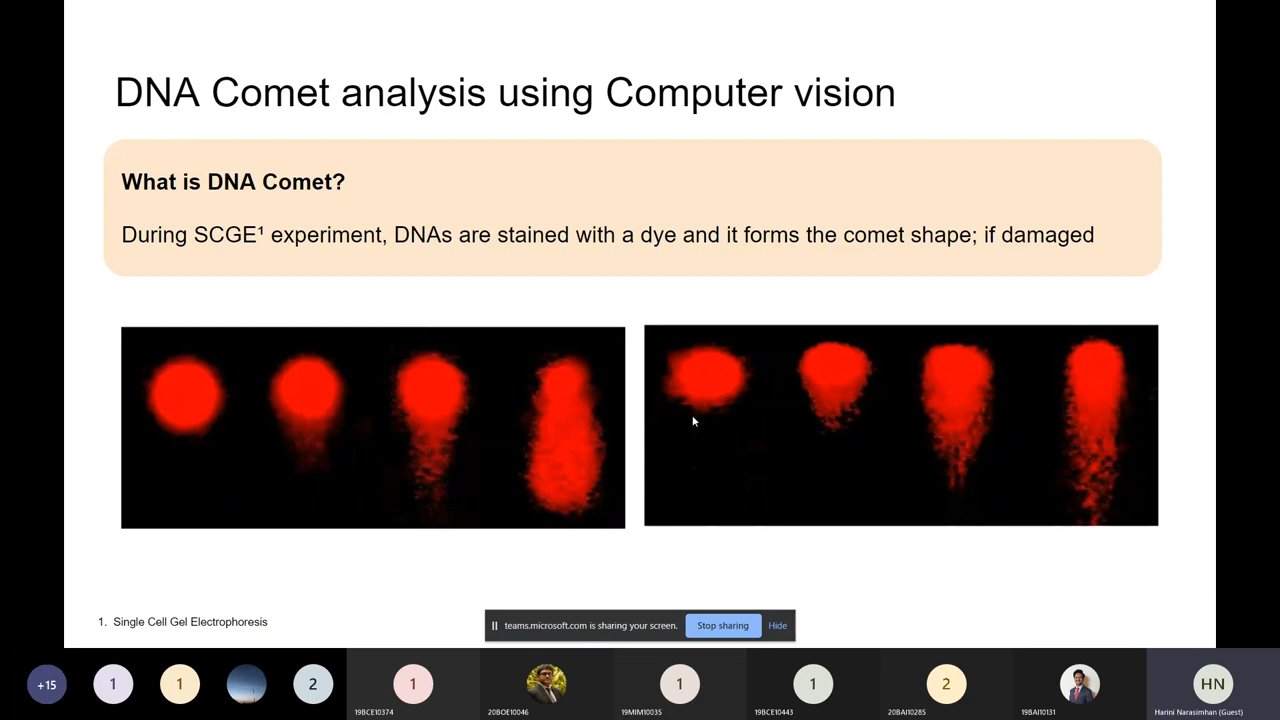 DNA Comet analysis using Computer vision
What is DNA Comet?
During SCGE¹ experiment, DNAs are stained with a dye and it forms the comet shape; if damaged
1. Single Cell Gel Electrophoresis
teams.microsoft.com is sharing your screen. Stop sharing Hide
+15 1 1 2 1 1 1 2 HN
19BCE10374 20BOE10046 19MIM10035 19BCE10443 20BAI10285 19BAI10131 Harini Narasimhan (Guest)